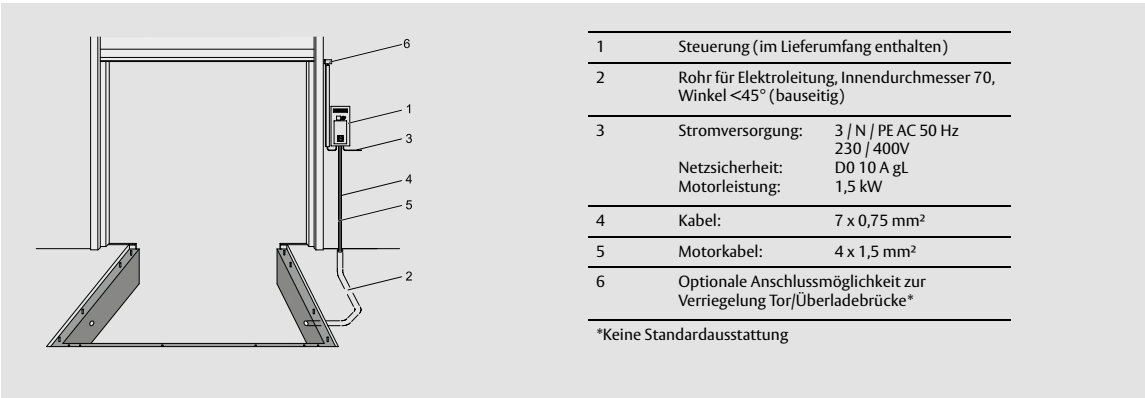 6
1
3
4
5
2
1 Steuerung (im Lieferumfang enthalten)
2 Rohr für Elektroleitung, Innendurchmesser 70,
Winkel <45° (bauseitig)
3 Stromversorgung: 3 / N / PE AC 50 Hz
230 / 400V
Netzsicherheit: D0 10 A gL
Motorleistung: 1,5 kW
4 Kabel: 7 x 0,75 mm²
5 Motorkabel: 4 x 1,5 mm²
6 Optionale Anschlussmöglichkeit zur
Verriegelung Tor/Überladebrücke*
*Keine Standardausstattung